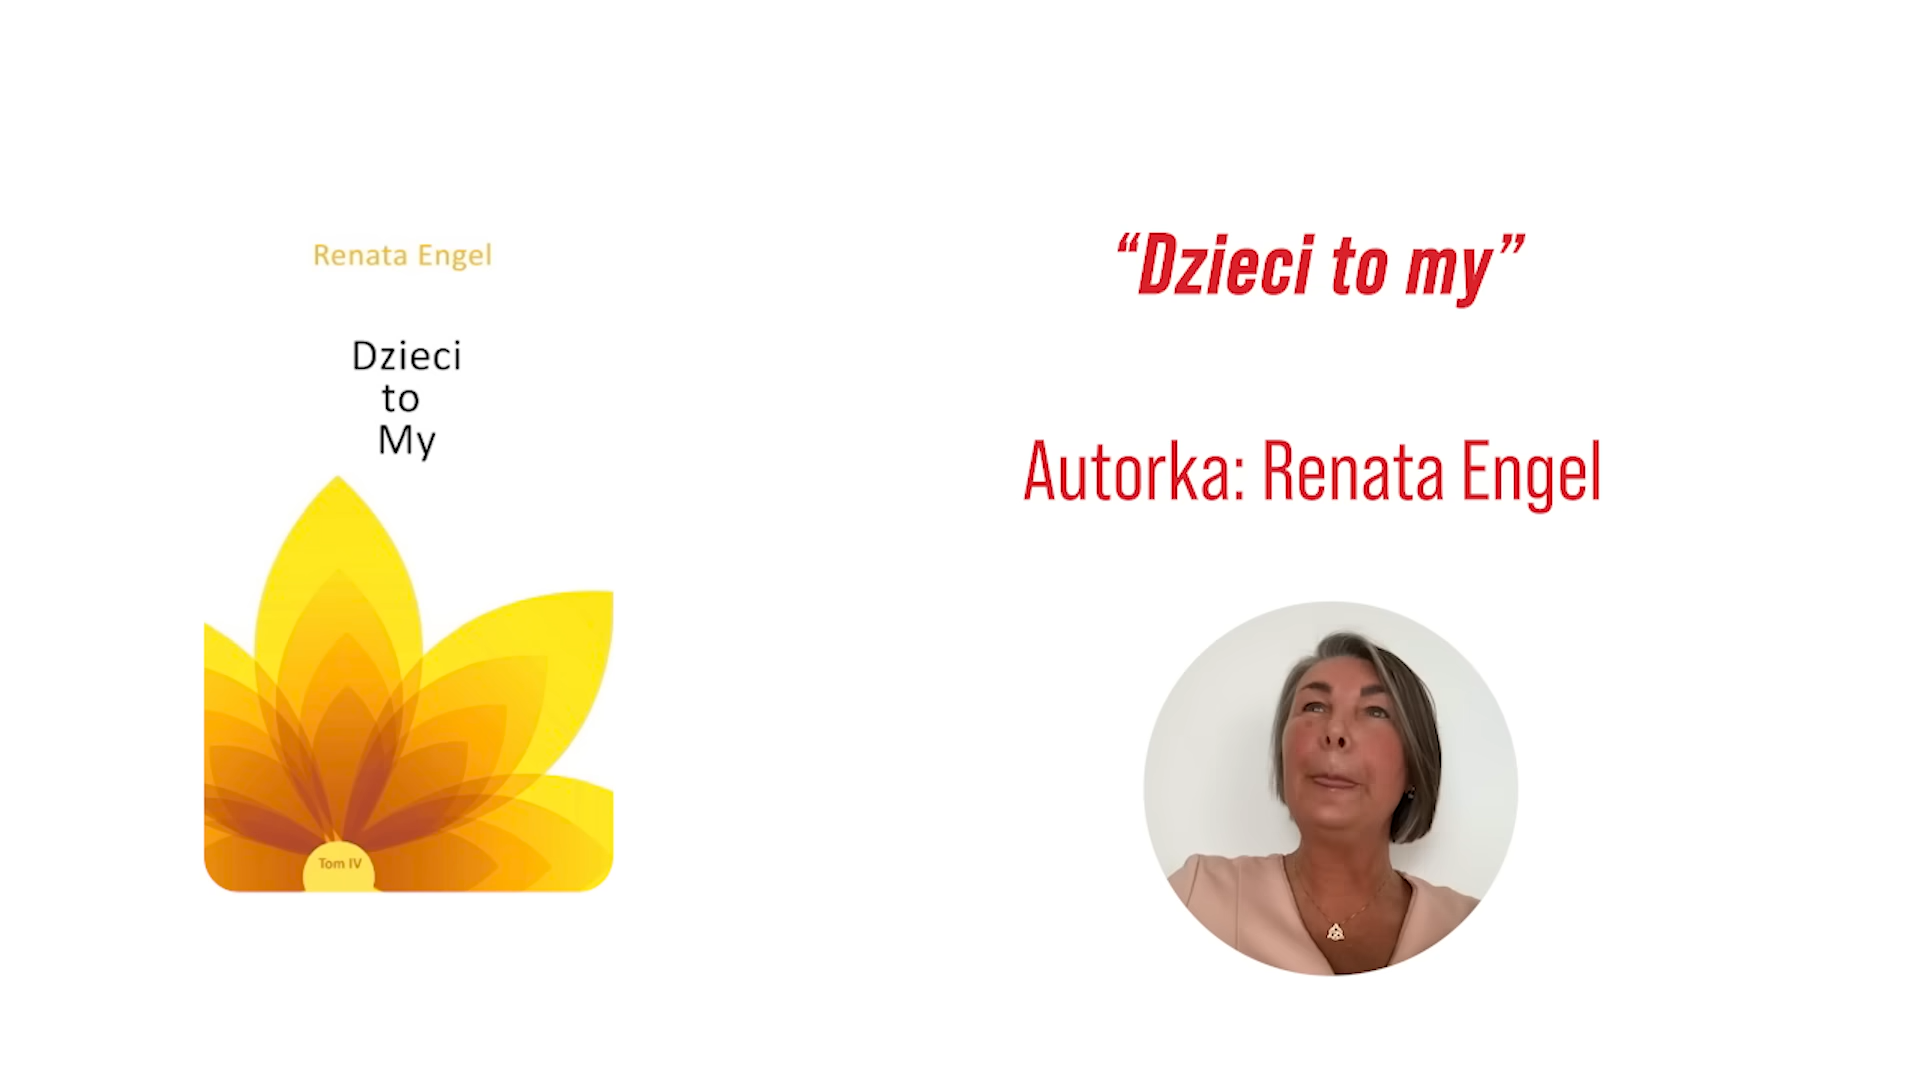 Renata Engel
Dzieci
to
My
Tom IV
“Dzieci to my”
Autorka: Renata Engel